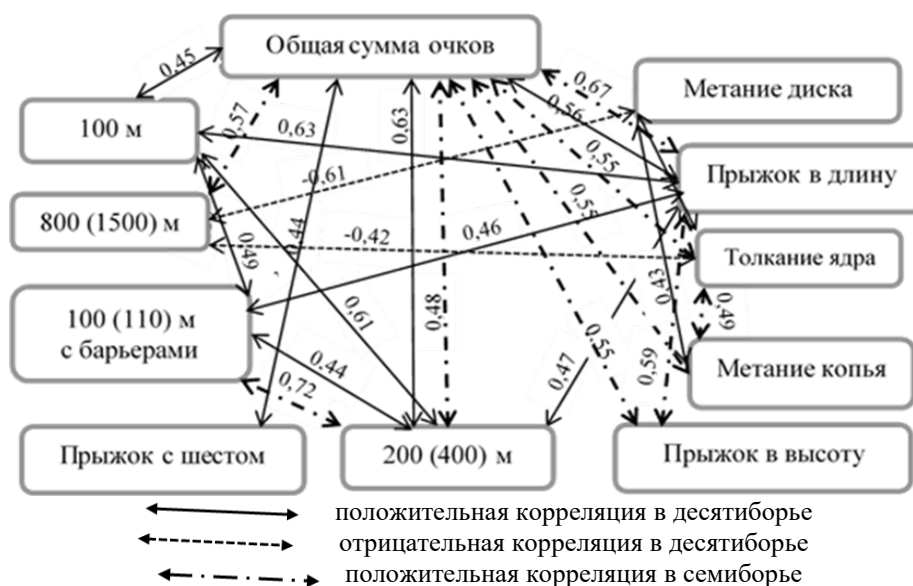 Общая сумма очков
0,45
0,67
Метание диска
0,57
0,56
100 м
0,63
0,63
0,55
Прыжок в длину
-0,61
0,55
800 (1500) м
-0,42
0,46
0,49
0,44
Толкание ядра
0,43
100 (110) м
с барьерами
0,61
0,48
0,49
0,55
0,59
Метание копья
0,44
0,47
0,72
Прыжок с шестом
200 (400) м
Прыжок в высоту
положительная корреляция в десятиборье
отрицательная корреляция в десятиборье
положительная корреляция в семиборье